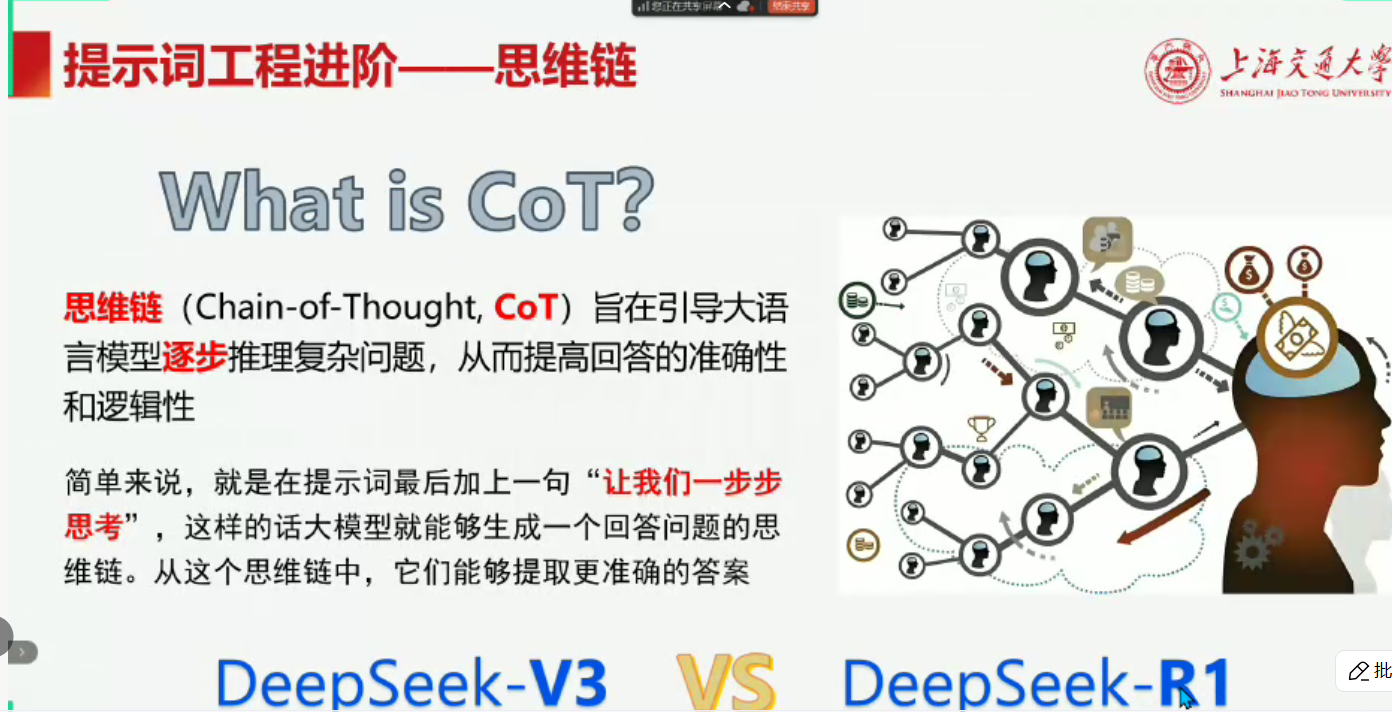 您正在共享屏幕
结束共享
提示词工程进阶——思维链
上海交通大學
SHANGHAI JIAO TONG UNIVERSITY
What is CoT?
思维链（Chain-of-Thought, CoT）旨在引导大语
言模型逐步推理复杂问题，从而提高回答的准确性
和逻辑性
简单来说，就是在提示词最后加上一句“让我们一步步
思考”，这样的话大模型就能够生成一个回答问题的思
维链。从这个思维链中，它们能够提取更准确的答案
DeepSeek-V3 VS DeepSeek-R1
批